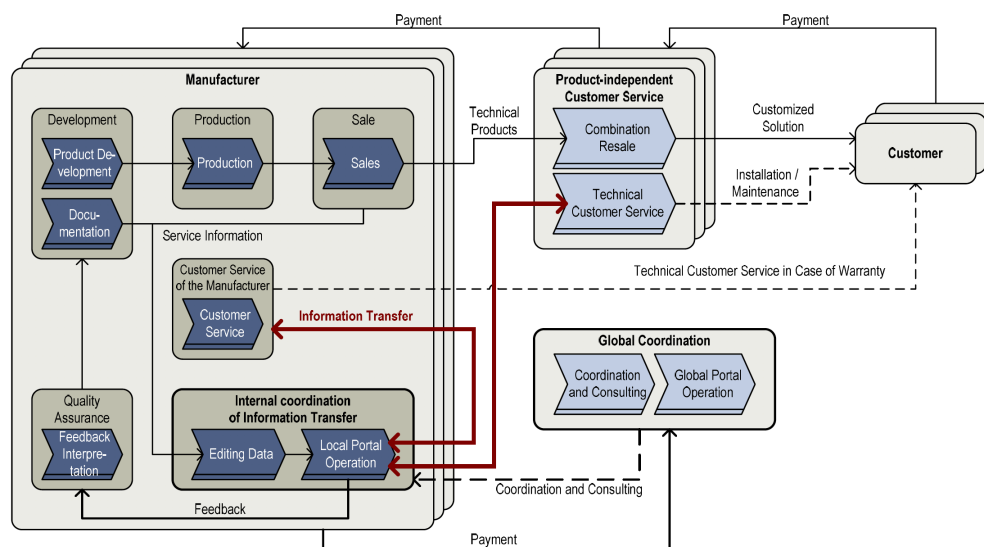 Payment
Payment
Manufacturer
Product-independent
Customer Service
Development
Production
Sale
Technical
Products
Customized
Solution
Product De-
velopment
Production
Sales
Combination
Resale
Customer
Installation /
Maintenance
Technical
Customer Service
Docu-
mentation
Service Information
Customer Service
of the Manufacturer
Technical Customer Service in Case of Warranty
Customer
Service
Information Transfer
Global Coordination
Coordination
and Consulting
Global Portal
Operation
Quality
Assurance
Internal coordination
of Information Transfer
Feedback
Interpre-
tation
Editing Data
Local Portal
Operation
Coordination and Consulting
Feedback
Payment